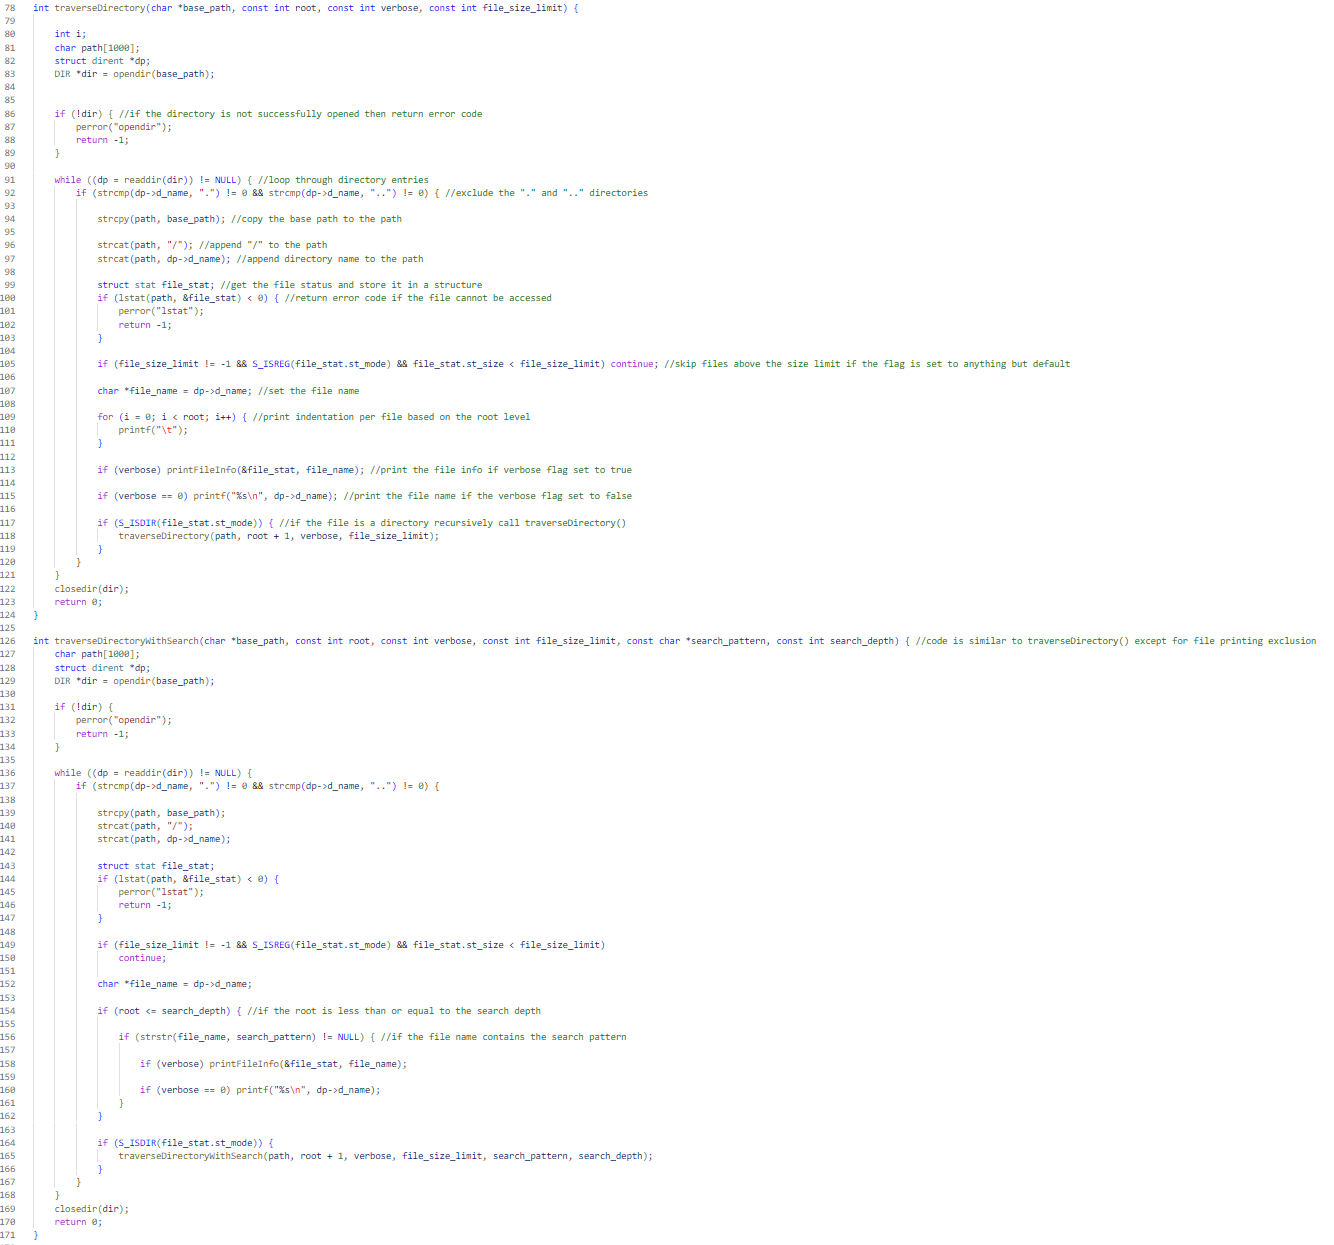 78 int traverseDirectory(char *base_path, const int root, const int verbose, const int file_size_limit) {
79
80 int i;
81 char path[1000];
82 struct dirent *dp;
83 DIR *dir = opendir(base_path);
84
85
86 if (!dir) { //if the directory is not successfully opened then return error code
87 perror("opendir");
88 return -1;
89 }
90
91 while ((dp = readdir(dir)) != NULL) { //loop through directory entries
92 if (strcmp(dp->d_name, ".") != 0 && strcmp(dp->d_name, "..") != 0) { //exclude the "." and ".." directories
93
94 strcpy(path, base_path); //copy the base path to the path
95
96 strcat(path, "/"); //append "/" to the path
97 strcat(path, dp->d_name); //append directory name to the path
98
99 struct stat file_stat; //get the file status and store it in a structure
100 if (lstat(path, &file_stat) < 0) { //return error code if the file cannot be accessed
101 perror("lstat");
102 return -1;
103 }
104
105 if (file_size_limit != -1 && S_ISREG(file_stat.st_mode) && file_stat.st_size < file_size_limit) continue; //skip files above the size limit if the flag is set to anything but default
106
107 char *file_name = dp->d_name; //set the file name
108
109 for (i = 0; i < root; i++) { //print indentation per file based on the root level
110 printf("\t");
111 }
112
113 if (verbose) printFileInfo(&file_stat, file_name); //print the file info if verbose flag set to true
114
115 if (verbose == 0) printf("%s\n", dp->d_name); //print the file name if the verbose flag set to false
116
117 if (S_ISDIR(file_stat.st_mode)) { //if the file is a directory recursively call traverseDirectory()
118 traverseDirectory(path, root + 1, verbose, file_size_limit);
119 }
120 }
121 }
122 closedir(dir);
123 return 0;
124 }
125
126 int traverseDirectoryWithSearch(char *base_path, const int root, const int verbose, const int file_size_limit, const char *search_pattern, const int search_depth) { //code is similar to traverseDirectory() except for file printing exclusion
127 char path[1000];
128 struct dirent *dp;
129 DIR *dir = opendir(base_path);
130
131 if (!dir) {
132 perror("opendir");
133 return -1;
134 }
135
136 while ((dp = readdir(dir)) != NULL) {
137 if (strcmp(dp->d_name, ".") != 0 && strcmp(dp->d_name, "..") != 0) {
138
139 strcpy(path, base_path);
140 strcat(path, "/");
141 strcat(path, dp->d_name);
142
143 struct stat file_stat;
144 if (lstat(path, &file_stat) < 0) {
145 perror("lstat");
146 return -1;
147 }
148
149 if (file_size_limit != -1 && S_ISREG(file_stat.st_mode) && file_stat.st_size < file_size_limit)
150 continue;
151
152 char *file_name = dp->d_name;
153
154 if (root <= search_depth) { //if the root is less than or equal to the search depth
155
156 if (strstr(file_name, search_pattern) != NULL) { //if the file name contains the search pattern
157
158 if (verbose) printFileInfo(&file_stat, file_name);
159
160 if (verbose == 0) printf("%s\n", dp->d_name);
161 }
162 }
163
164 if (S_ISDIR(file_stat.st_mode)) {
165 traverseDirectoryWithSearch(path, root + 1, verbose, file_size_limit, search_pattern, search_depth);
166 }
167 }
168 }
169 closedir(dir);
170 return 0;
171 }